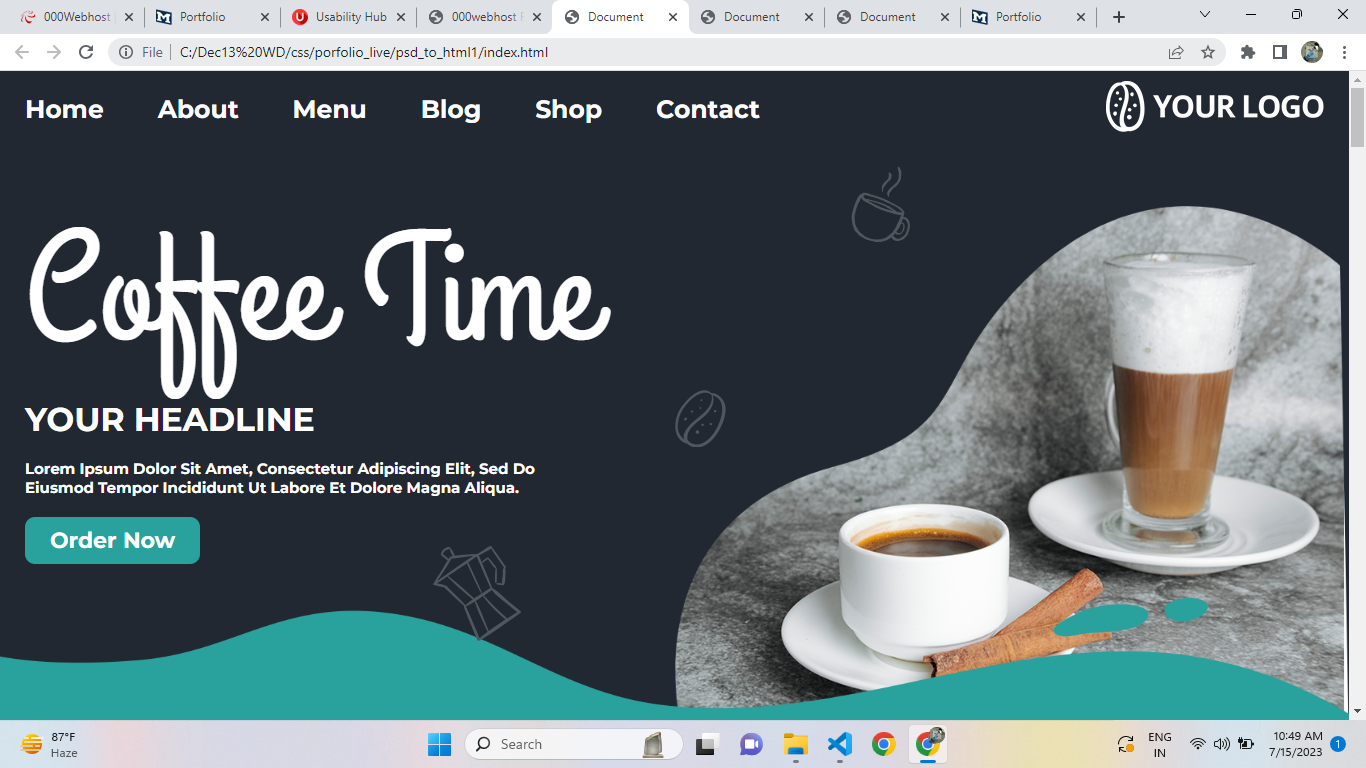 000Webhost
Portfolio
Usability Hub
000webhost
Document
Document
Document
Portfolio
File
C:/Dec13%20WD/css/porfolio_live/psd_to_html1/index.html
Home
About
Menu
Blog
Shop
Contact
YOUR LOGO
Coffee Time
YOUR HEADLINE
Lorem Ipsum Dolor Sit Amet, Consectetur Adipiscing Elit, Sed Do
Eiusmod Tempor Incididunt Ut Labore Et Dolore Magna Aliqua.
Order Now
87°F
Haze
Search
ENG
IN
10:49 AM
7/15/2023
1